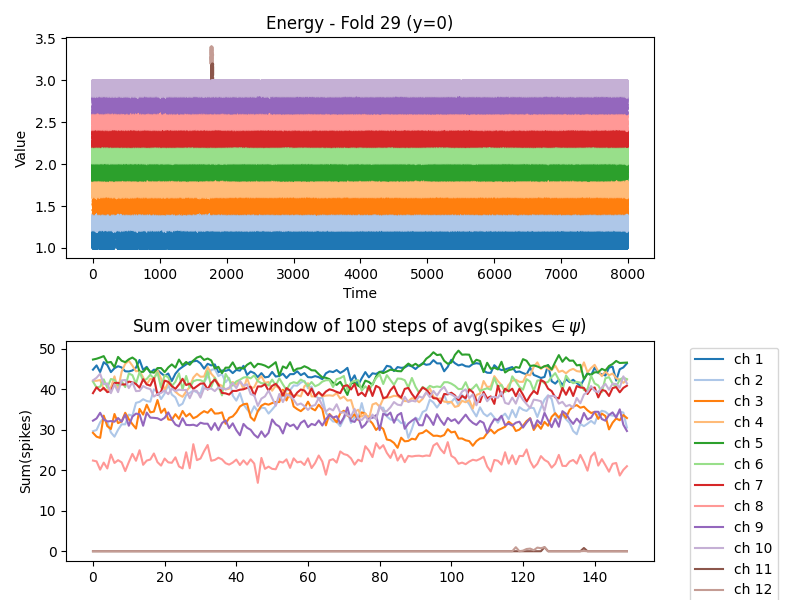 Energy - Fold 29 (y=0)
3.5
3.0
2.5
2.0
1.5
1.0
Value
0 1000 2000 3000 4000 5000 6000 7000 8000
Time
Sum over timewindow of 100 steps of avg(spikes ∈ ψ)
50
40
30
20
10
0
Sum(spikes)
0 20 40 60 80 100 120 140
ch 1
ch 2
ch 3
ch 4
ch 5
ch 6
ch 7
ch 8
ch 9
ch 10
ch 11
ch 12